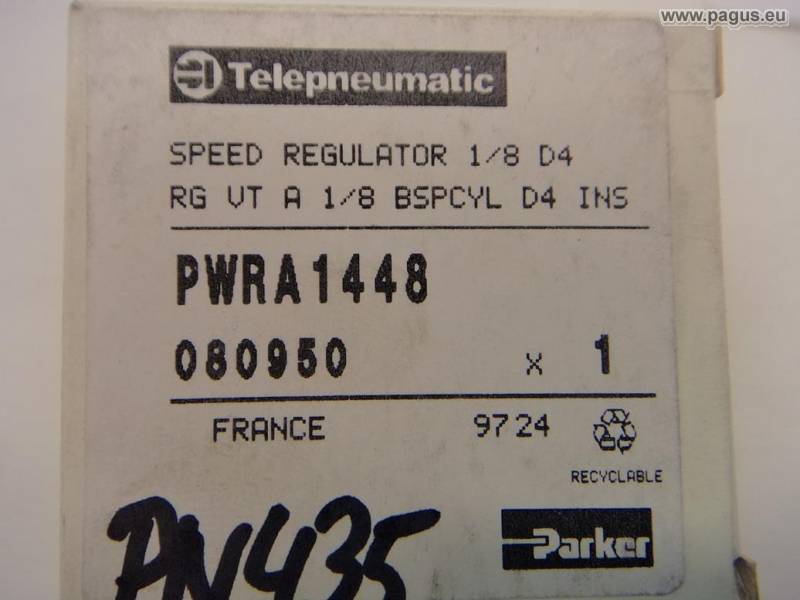 www.pagus.eu
Telepneumatic
SPEED REGULATOR 1/8 D4
RG VT A 1/8 BSPCYL D4 INS
PWRA1448
080950 x 1
FRANCE 9724
RECYCLABLE
PN435
Parker